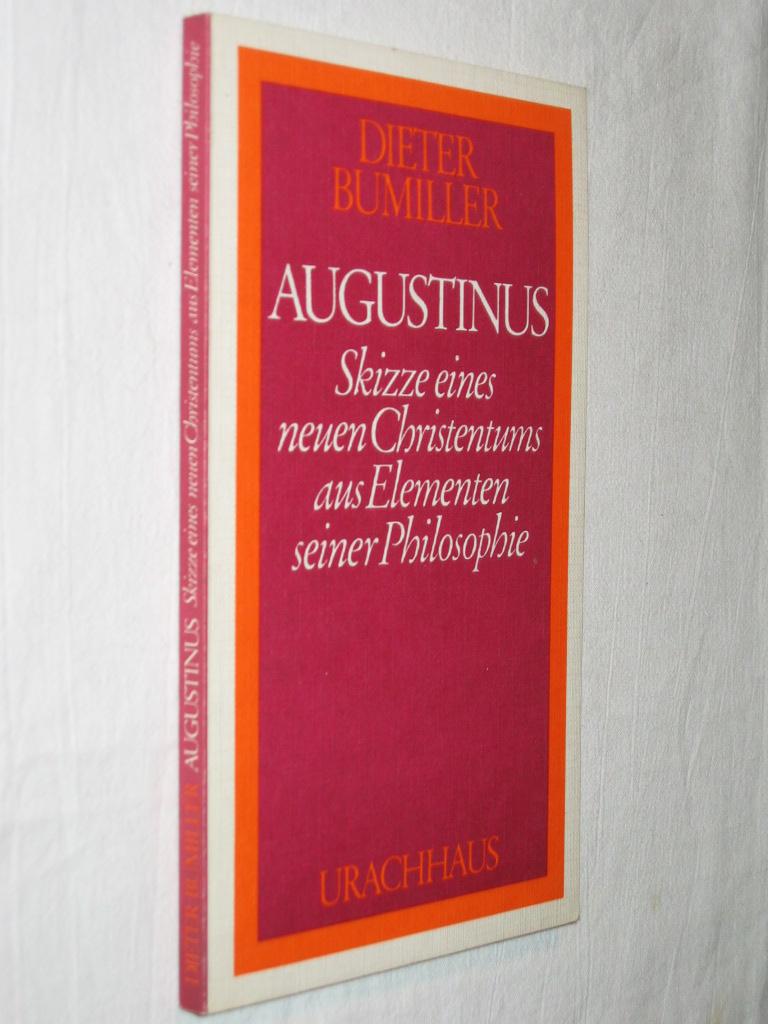 DIETER
BUMILLER
AUGUSTINUS
Skizze eines
neuen Christentums
aus Elementen
seiner Philosophie
URACHHAUS
DIETER BUMILLER AUGUSTINUS Skizze eines neuen Christentums aus Elementen seiner Philosophie